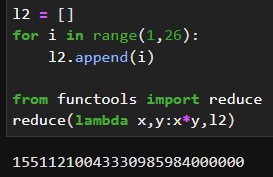 l2 = []
for i in range(1,26):
    l2.append(i)

from functools import reduce
reduce(lambda x,y:x*y,l2)

15511210043330985984000000